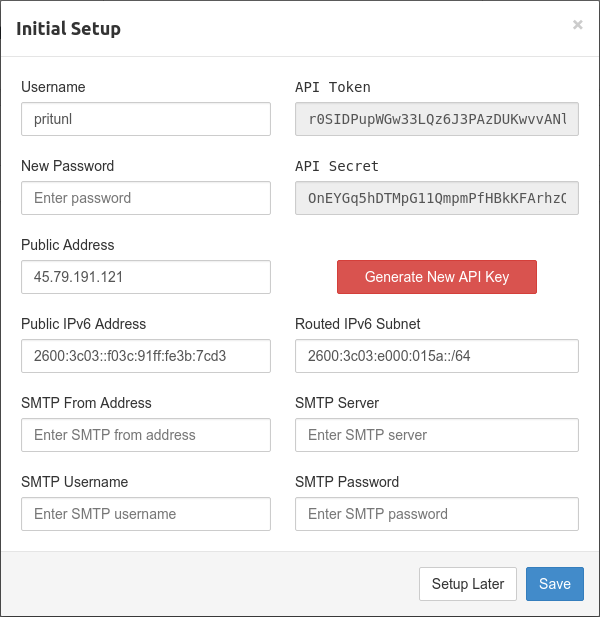 Initial Setup ×
Username
pritunl
API Token
r0SIDPupWGw33LQz6J3PAzDUKwvvANl
New Password
Enter password
API Secret
OnEYGq5hDTMpG11QmpmPfHBkKFArhzQ
Public Address
45.79.191.121
Generate New API Key
Public IPv6 Address
2600:3c03::f03c:91ff:fe3b:7cd3
Routed IPv6 Subnet
2600:3c03:e000:015a::/64
SMTP From Address
Enter SMTP from address
SMTP Server
Enter SMTP server
SMTP Username
Enter SMTP username
SMTP Password
Enter SMTP password
Setup Later
Save